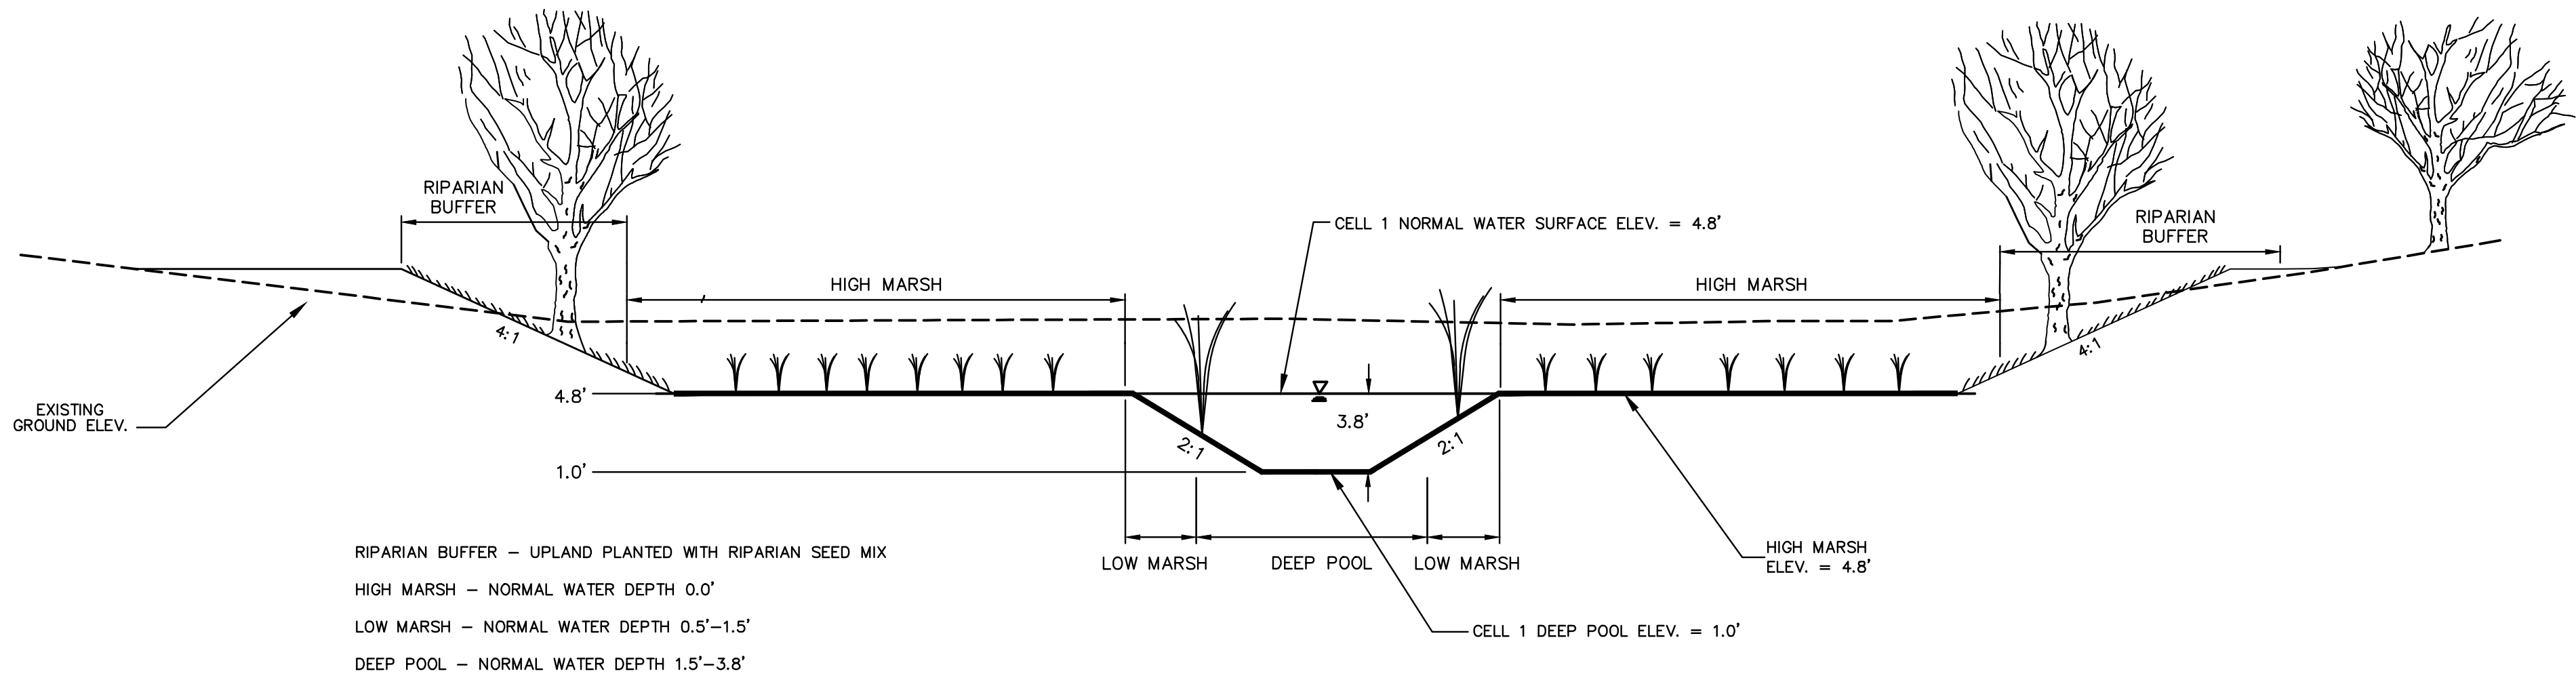 RIPARIAN
BUFFER
CELL 1 NORMAL WATER SURFACE ELEV. = 4.8'
RIPARIAN
BUFFER
HIGH MARSH
HIGH MARSH
4:1
4:1
4.8'
EXISTING
GROUND ELEV.
3.8'
2:1
2:1
1.0'
LOW MARSH
DEEP POOL
LOW MARSH
HIGH MARSH
ELEV. = 4.8'
CELL 1 DEEP POOL ELEV. = 1.0'
RIPARIAN BUFFER – UPLAND PLANTED WITH RIPARIAN SEED MIX
HIGH MARSH – NORMAL WATER DEPTH 0.0'
LOW MARSH – NORMAL WATER DEPTH 0.5'–1.5'
DEEP POOL – NORMAL WATER DEPTH 1.5'–3.8'